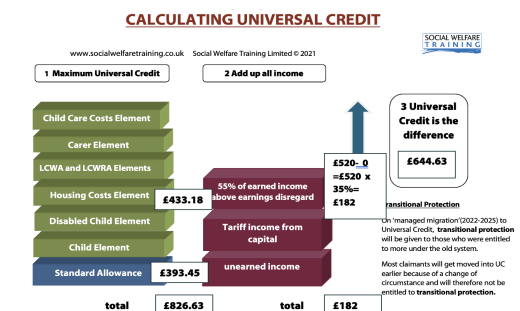 CALCULATING UNIVERSAL CREDIT
SOCIAL WELFARE
TRAINING
www.socialwelfaretraining.co.uk Social Welfare Training Limited © 2021
1 Maximum Universal Credit
2 Add up all income
3 Universal
Credit is the
difference
£644.63
Child Care Costs Element
Carer Element
LCWA and LCWRA Elements
Housing Costs Element
£433.18
Disabled Child Element
Child Element
Standard Allowance
£393.45
total
£826.63
55% of earned income
above earnings disregard
£520- 0
=£520 x
35%=
£182
Tariff income from
capital
unearned income
total
£182
transitional Protection
On 'managed migration'(2022-2025) to
Universal Credit, transitional protection
will be given to those who were entitled
to more under the old system.
Most claimants will get moved into UC
earlier because of a change of
circumstance and will therefore not be
entitled to transitional protection.